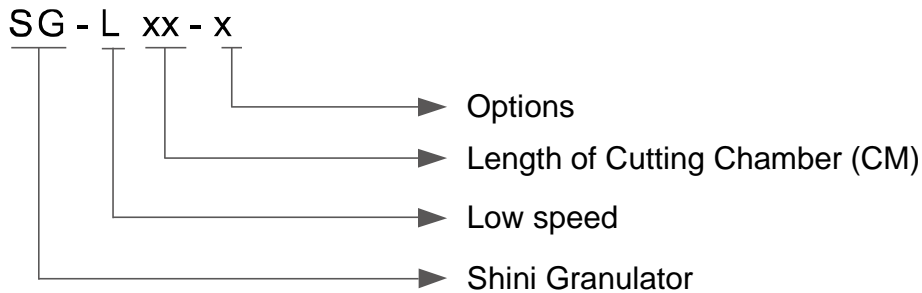 SG - L xx - x
Options
Length of Cutting Chamber (CM)
Low speed
Shini Granulator